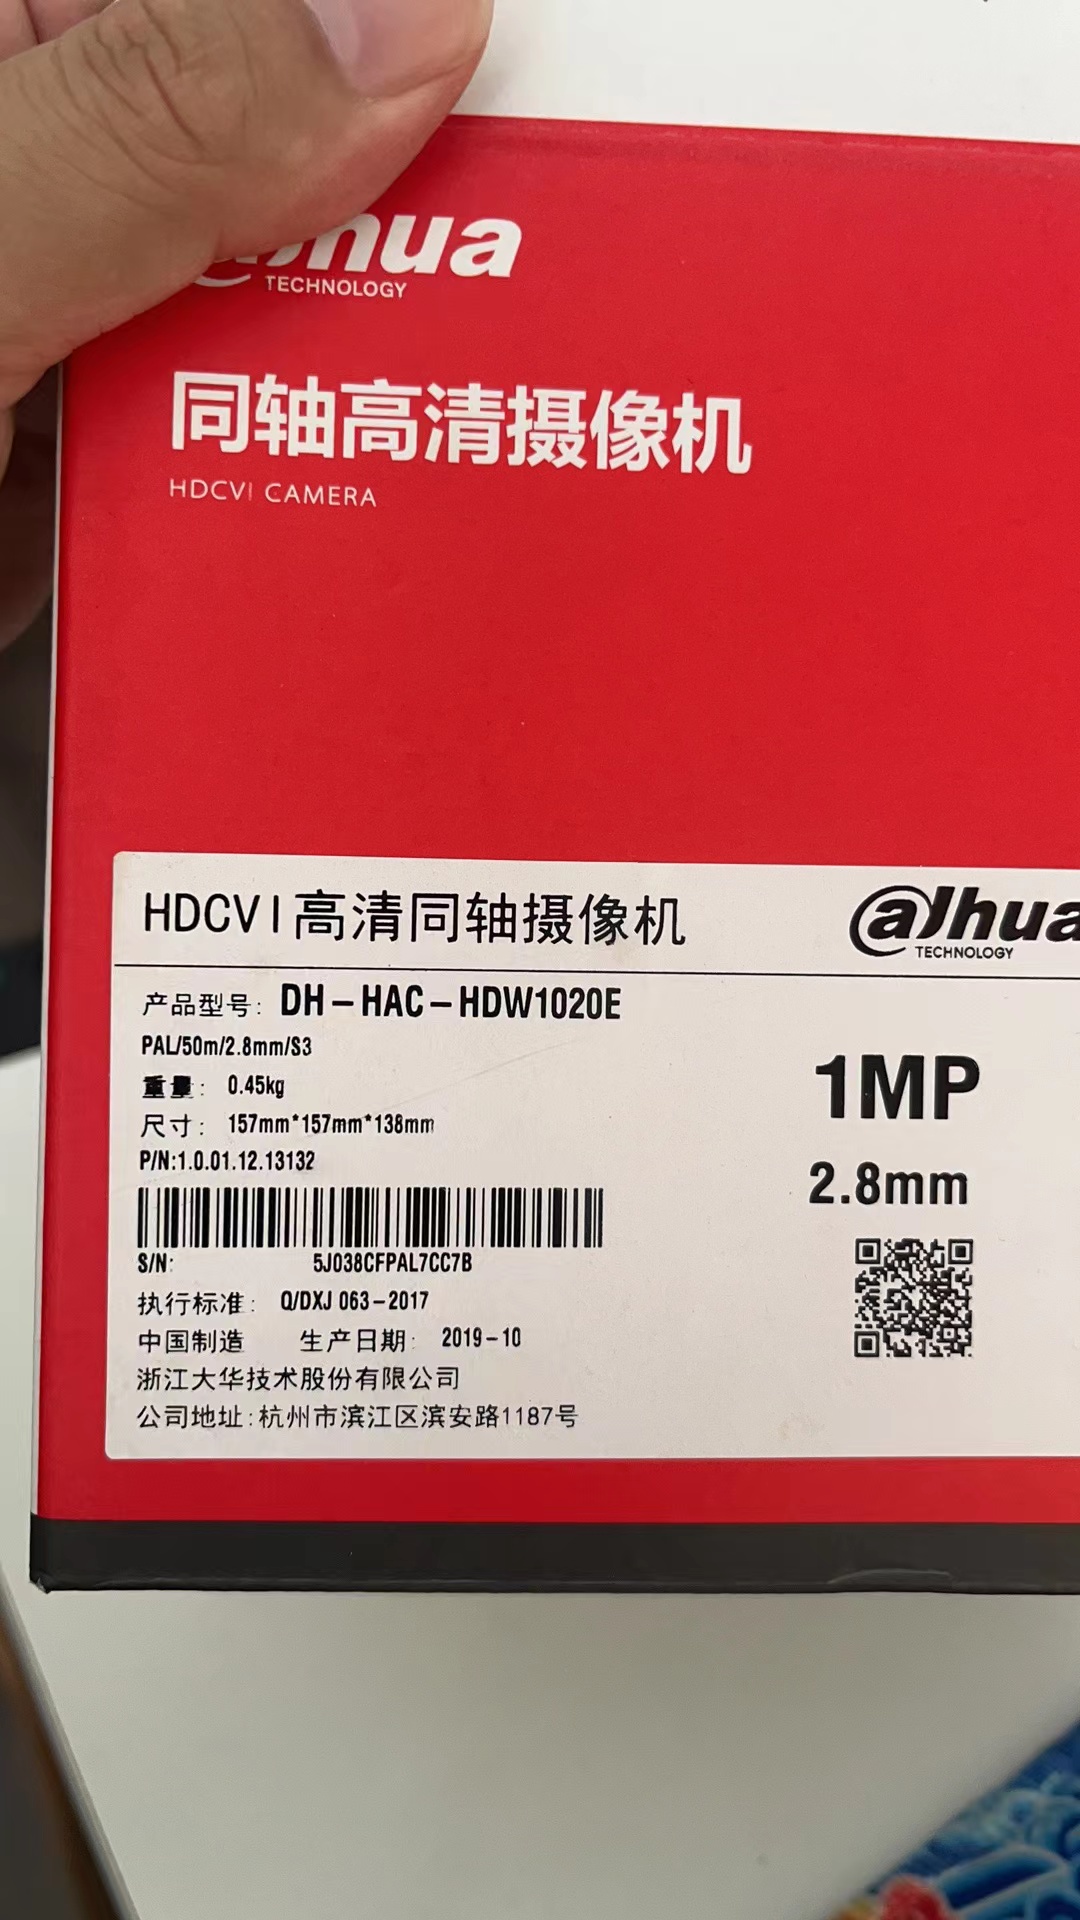 alhua
TECHNOLOGY
同轴高清摄像机
HDCVI CAMERA
HDCVI高清同轴摄像机
alhua
TECHNOLOGY
产品型号: DH-HAC-HDW1020E
PAL/50m/2.8mm/S3
重量: 0.45kg
尺寸: 157mm*157mm*138mm
P/N:1.0.01.12.13132
1MP
2.8mm
S/N: 5J038CFPAL7CC7B
执行标准: Q/DXJ 063-2017
中国制造 生产日期: 2019-10
浙江大华技术股份有限公司
公司地址:杭州市滨江区滨安路1187号